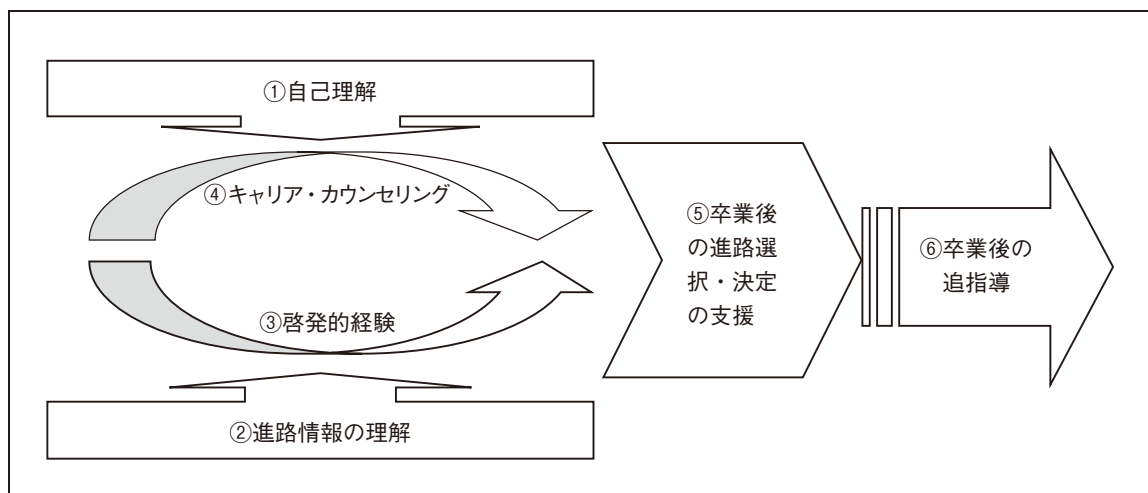 ①自己理解
④キャリア・カウンセリング
③啓発的経験
②進路情報の理解
⑤卒業後
の進路選
択・決定
の支援
⑥卒業後の
追指導